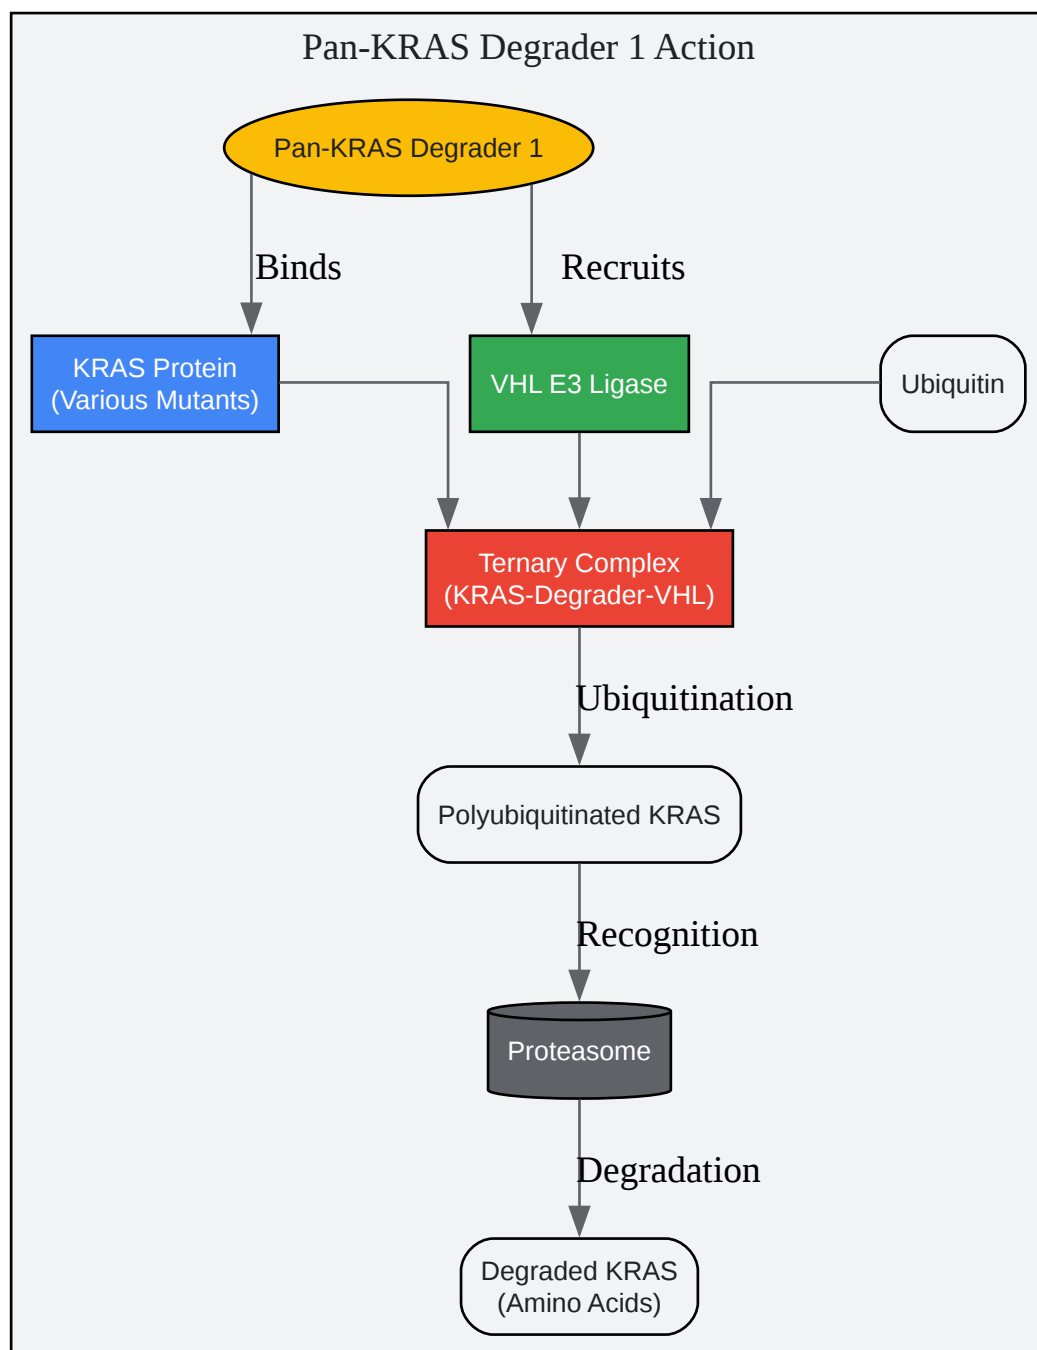 Pan-KRAS Degrader 1 Action
Pan-KRAS Degrader 1
Binds
Recruits
KRAS Protein
(Various Mutants)
VHL E3 Ligase
Ubiquitin
Ternary Complex
(KRAS-Degrader-VHL)
Ubiquitination
Polyubiquitinated KRAS
Recognition
Proteasome
Degradation
Degraded KRAS
(Amino Acids)